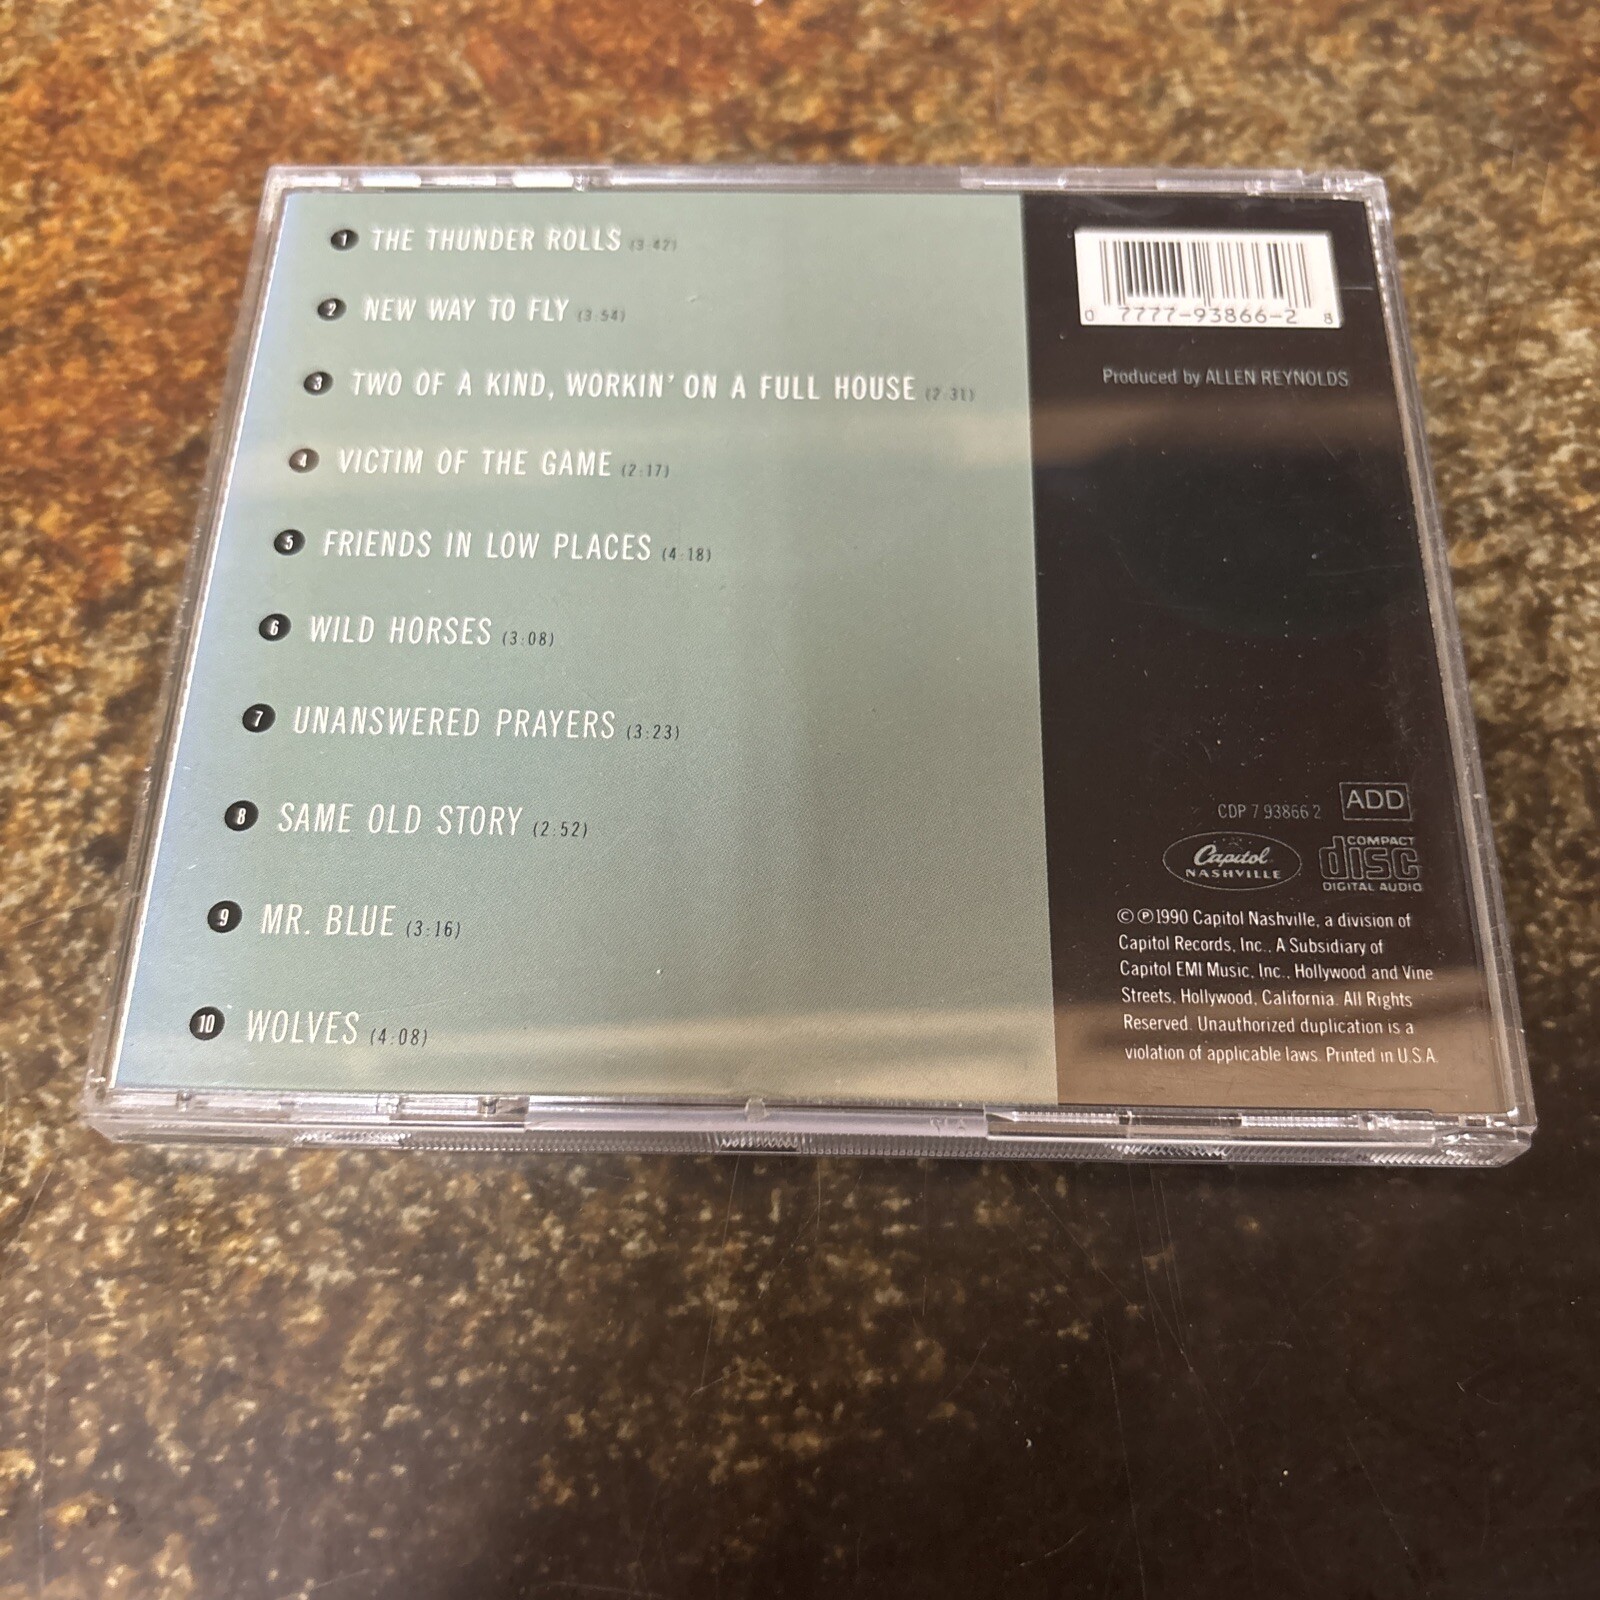 1 THE THUNDER ROLLS (3:42)
2 NEW WAY TO FLY (3:54)
3 TWO OF A KIND, WORKIN' ON A FULL HOUSE (2:31)
4 VICTIM OF THE GAME (2:17)
5 FRIENDS IN LOW PLACES (4:18)
6 WILD HORSES (3:08)
7 UNANSWERED PRAYERS (3:23)
8 SAME OLD STORY (2:52)
9 MR. BLUE (3:16)
10 WOLVES (4:08)
0 7777-93866-2 8
Produced by ALLEN REYNOLDS
CDP 7 93866 2
ADD
Capitol
NASHVILLE
COMPACT
disc
DIGITAL AUDIO
© ℗ 1990 Capitol Nashville, a division of
Capitol Records, Inc., A Subsidiary of
Capitol EMI Music, Inc., Hollywood and Vine
Streets, Hollywood, California. All Rights
Reserved. Unauthorized duplication is a
violation of applicable laws. Printed in U.S.A.